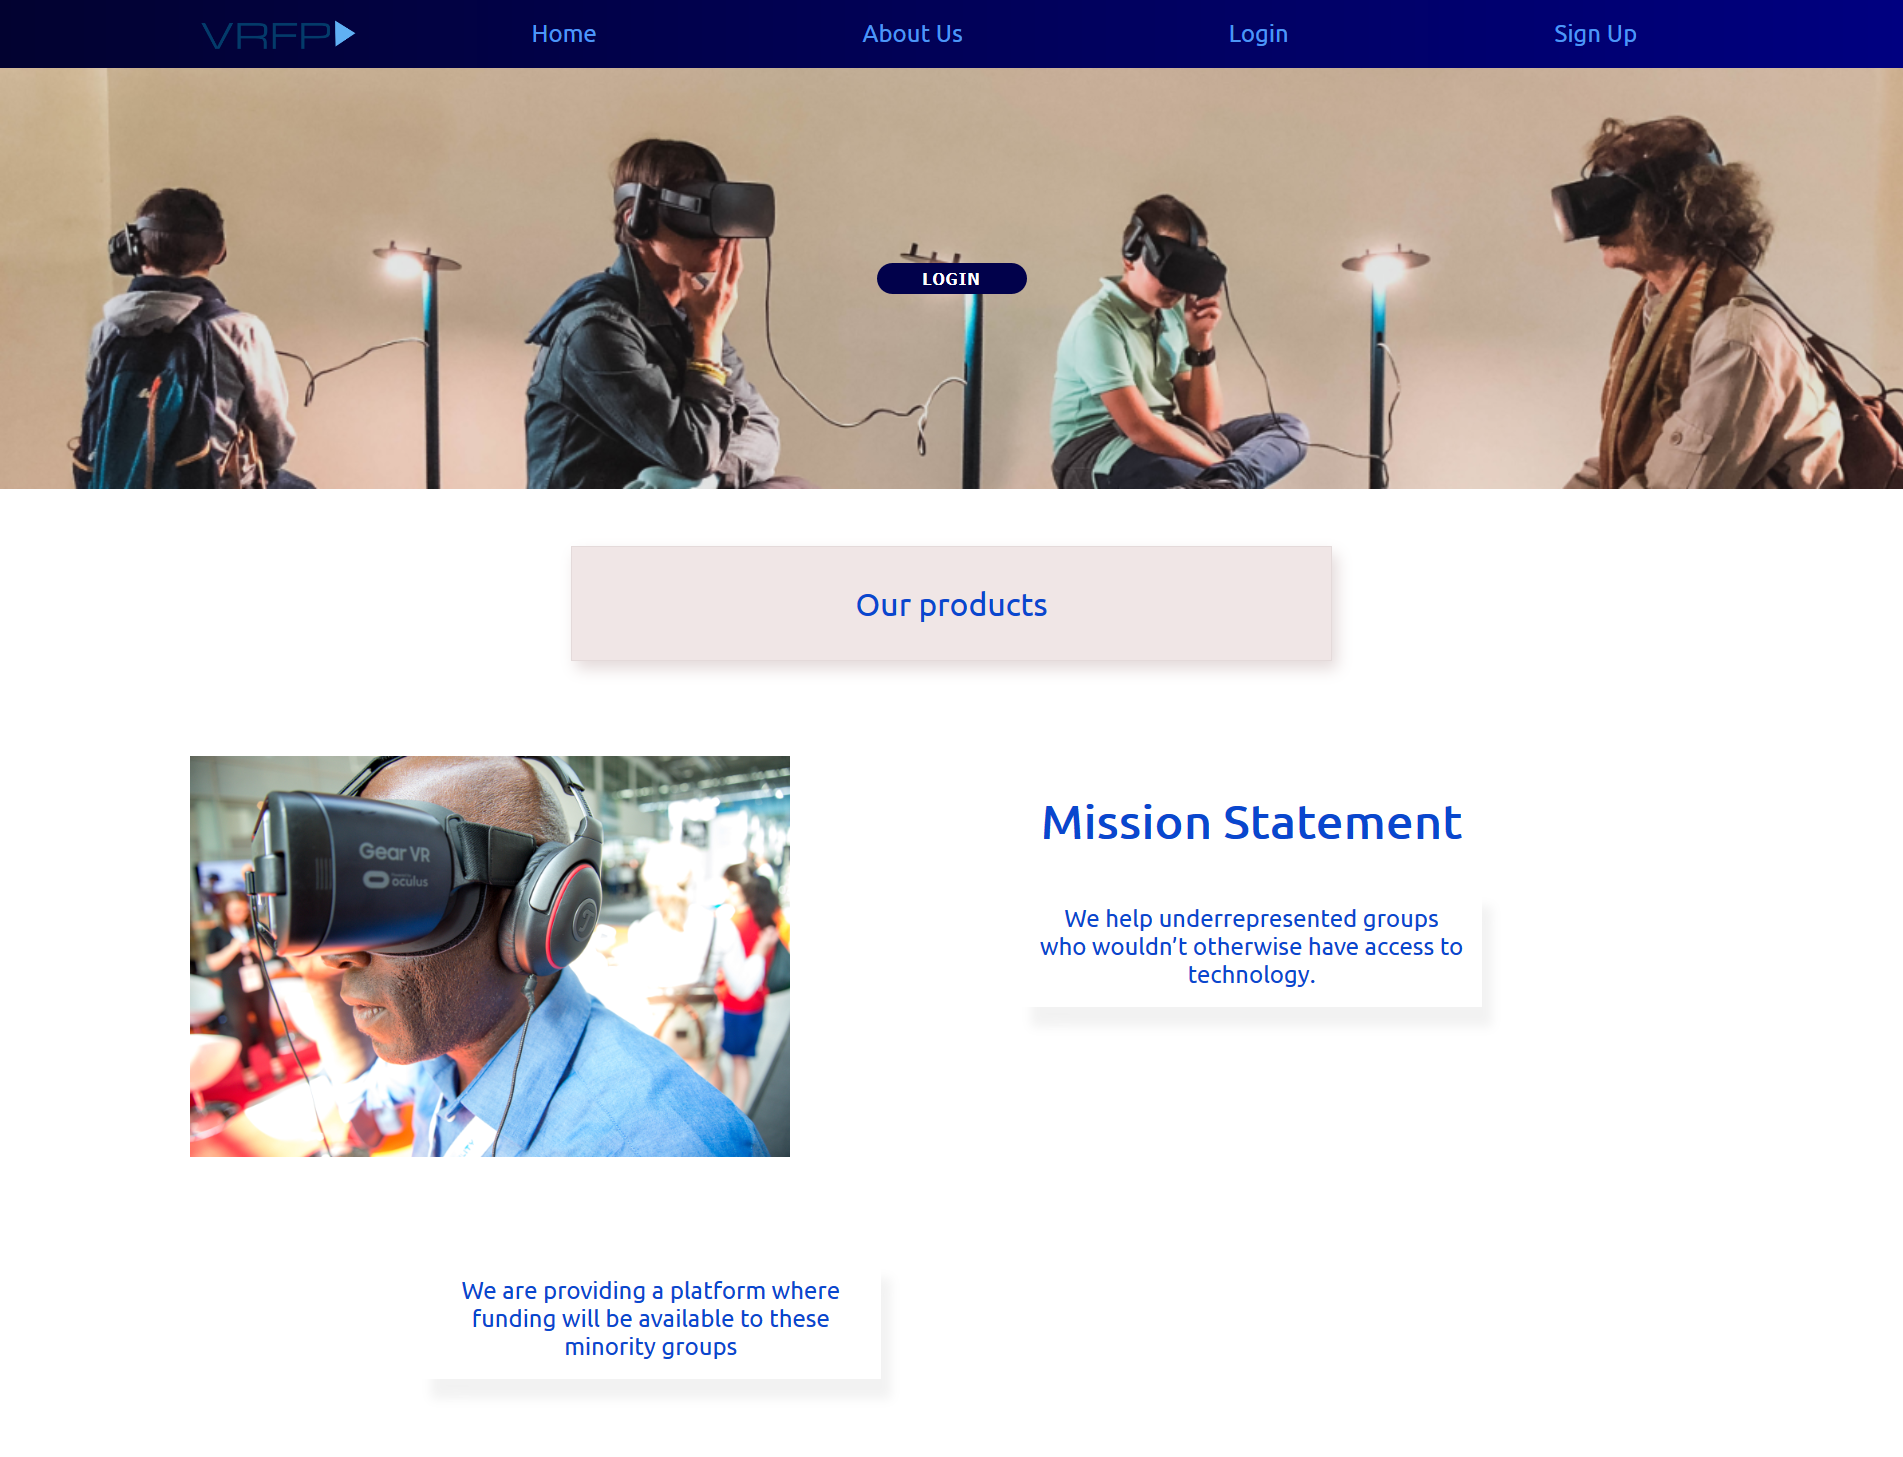 VRFP
Home
About Us
Login
Sign Up
LOGIN
Our products
Gear VR
oculus
Mission Statement
We help underrepresented groups
who wouldn’t otherwise have access to
technology.
We are providing a platform where
funding will be available to these
minority groups